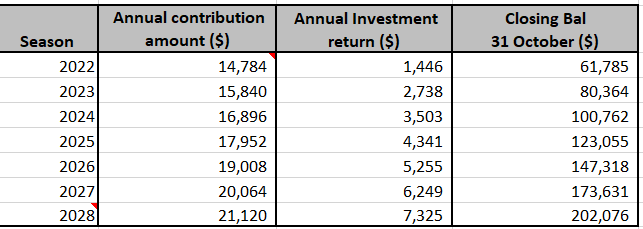 Season Annual contribution amount ($) Annual Investment return ($) Closing Bal 31 October ($)
2022 14,784 1,446 61,785
2023 15,840 2,738 80,364
2024 16,896 3,503 100,762
2025 17,952 4,341 123,055
2026 19,008 5,255 147,318
2027 20,064 6,249 173,631
2028 21,120 7,325 202,076